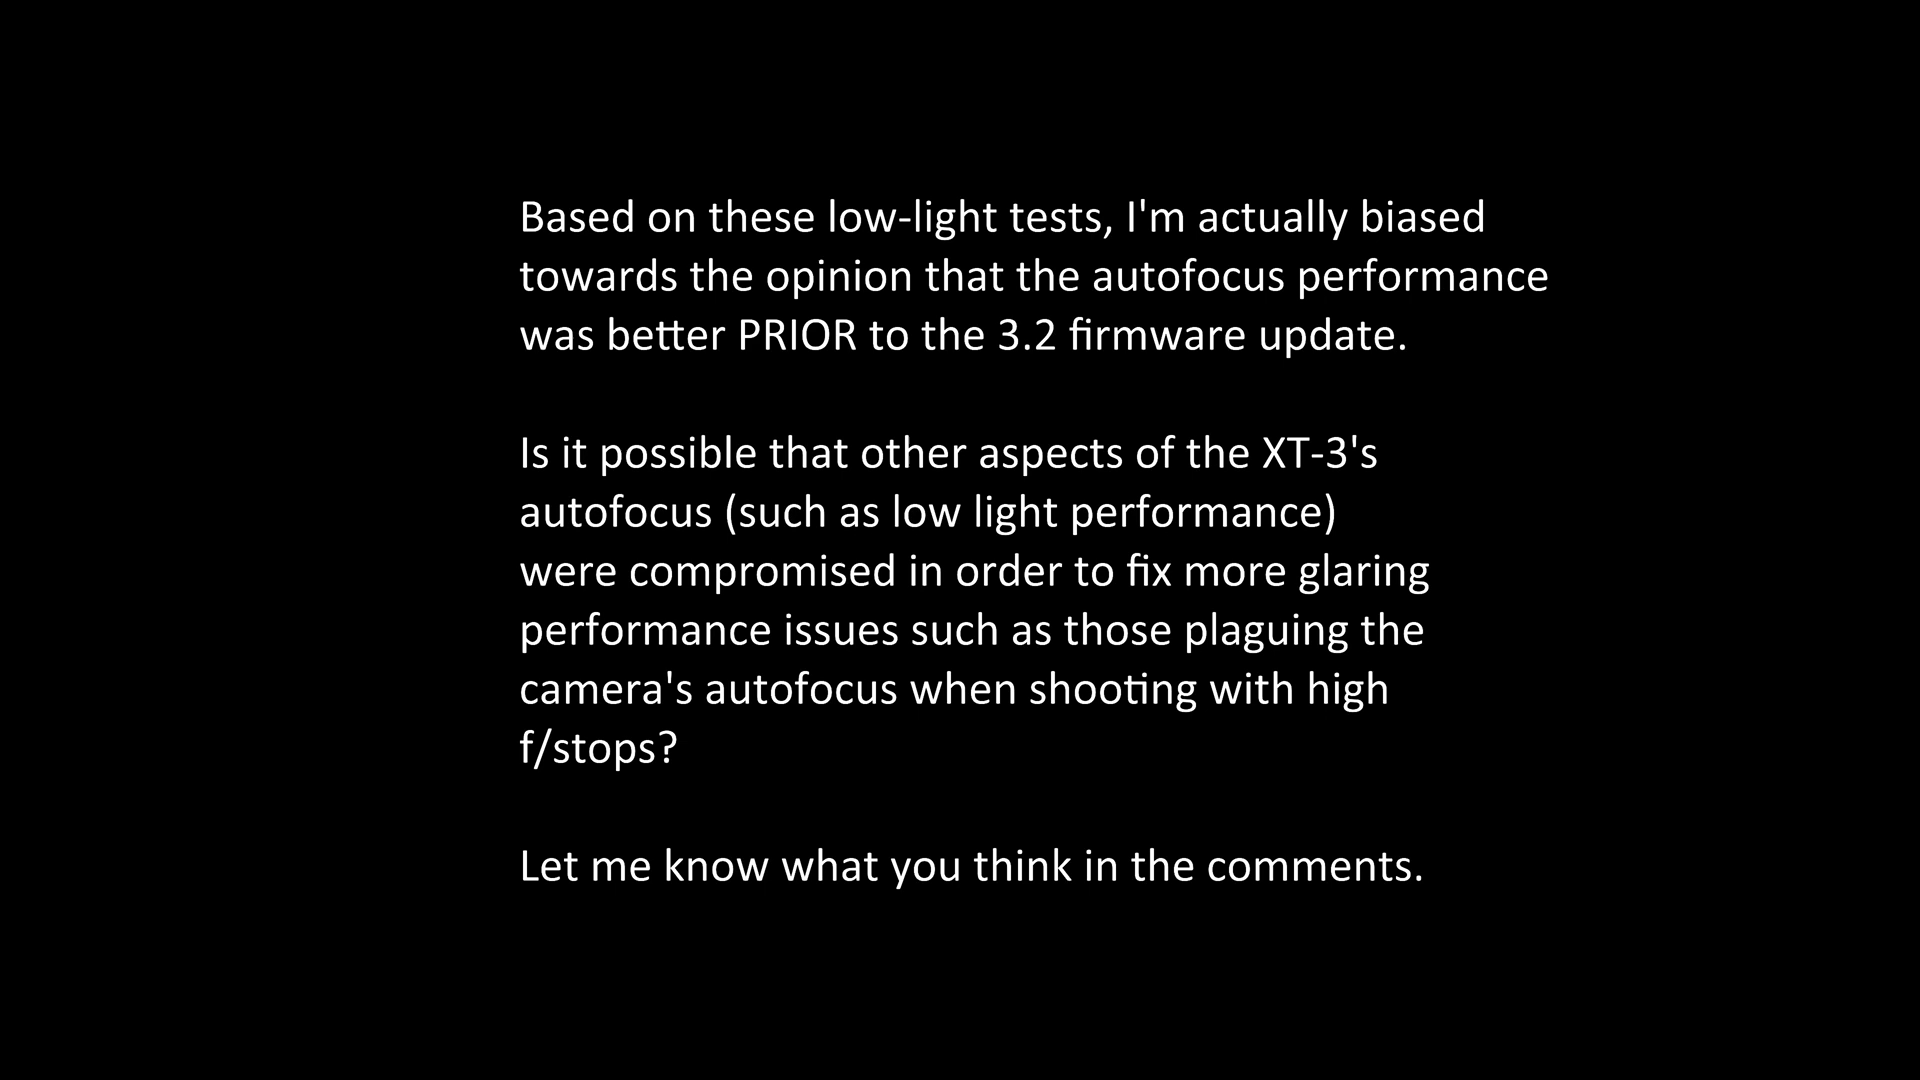 Based on these low-light tests, I'm actually biased
towards the opinion that the autofocus performance
was better PRIOR to the 3.2 firmware update.
Is it possible that other aspects of the XT-3's
autofocus (such as low light performance)
were compromised in order to fix more glaring
performance issues such as those plaguing the
camera's autofocus when shooting with high
f/stops?
Let me know what you think in the comments.